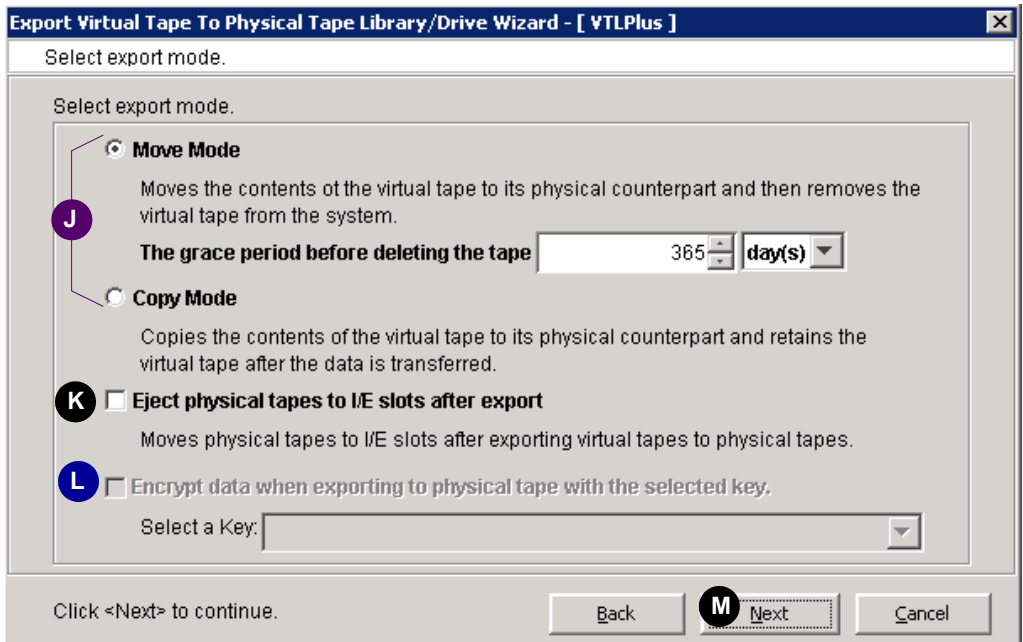 Export Virtual Tape To Physical Tape Library/Drive Wizard - [ VTLPlus ]
Select export mode.
Select export mode.
Move Mode
Moves the contents of the virtual tape to its physical counterpart and then removes the
virtual tape from the system.
J
The grace period before deleting the tape 365 day(s)
Copy Mode
Copies the contents of the virtual tape to its physical counterpart and retains the
virtual tape after the data is transferred.
K Eject physical tapes to I/E slots after export
Moves physical tapes to I/E slots after exporting virtual tapes to physical tapes.
L Encrypt data when exporting to physical tape with the selected key.
Select a Key:
Click <Next> to continue. Back M Next Cancel